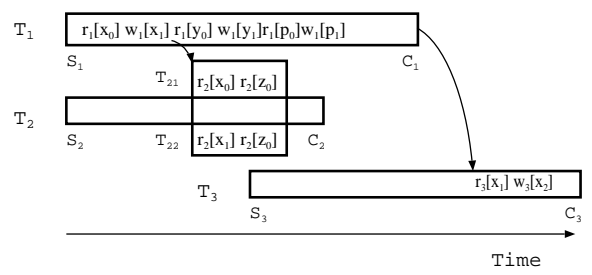 T₁ r₁[x₀] w₁[x₁] r₁[y₀] w₁[y₁]r₁[p₀]w₁[p₁]
S₁ C₁
T₂₁ r₂[x₀] r₂[z₀]
T₂
S₂ T₂₂ r₂[x₁] r₂[z₀] C₂
T₃ r₃[x₁] w₃[x₂]
S₃ C₃
Time